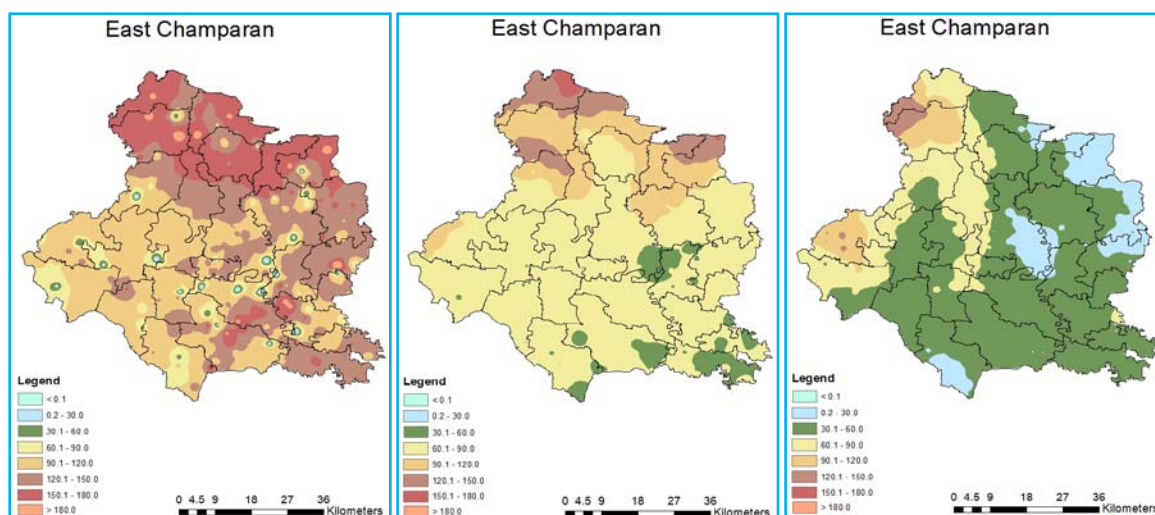 East Champaran
Legend
< 0.1
0.2 - 30.0
30.1 - 60.0
60.1 - 90.0
90.1 - 120.0
120.1 - 150.0
150.1 - 180.0
> 180.0
0 4.5 9 18 27 36
Kilometers
East Champaran
Legend
< 0.1
0.2 - 30.0
30.1 - 60.0
60.1 - 90.0
90.1 - 120.0
120.1 - 150.0
150.1 - 180.0
> 180.0
0 4.5 9 18 27 36
Kilometers
East Champaran
Legend
< 0.1
0.2 - 30.0
30.1 - 60.0
60.1 - 90.0
90.1 - 120.0
120.1 - 150.0
150.1 - 180.0
> 180.0
0 4.5 9 18 27 36
Kilometers